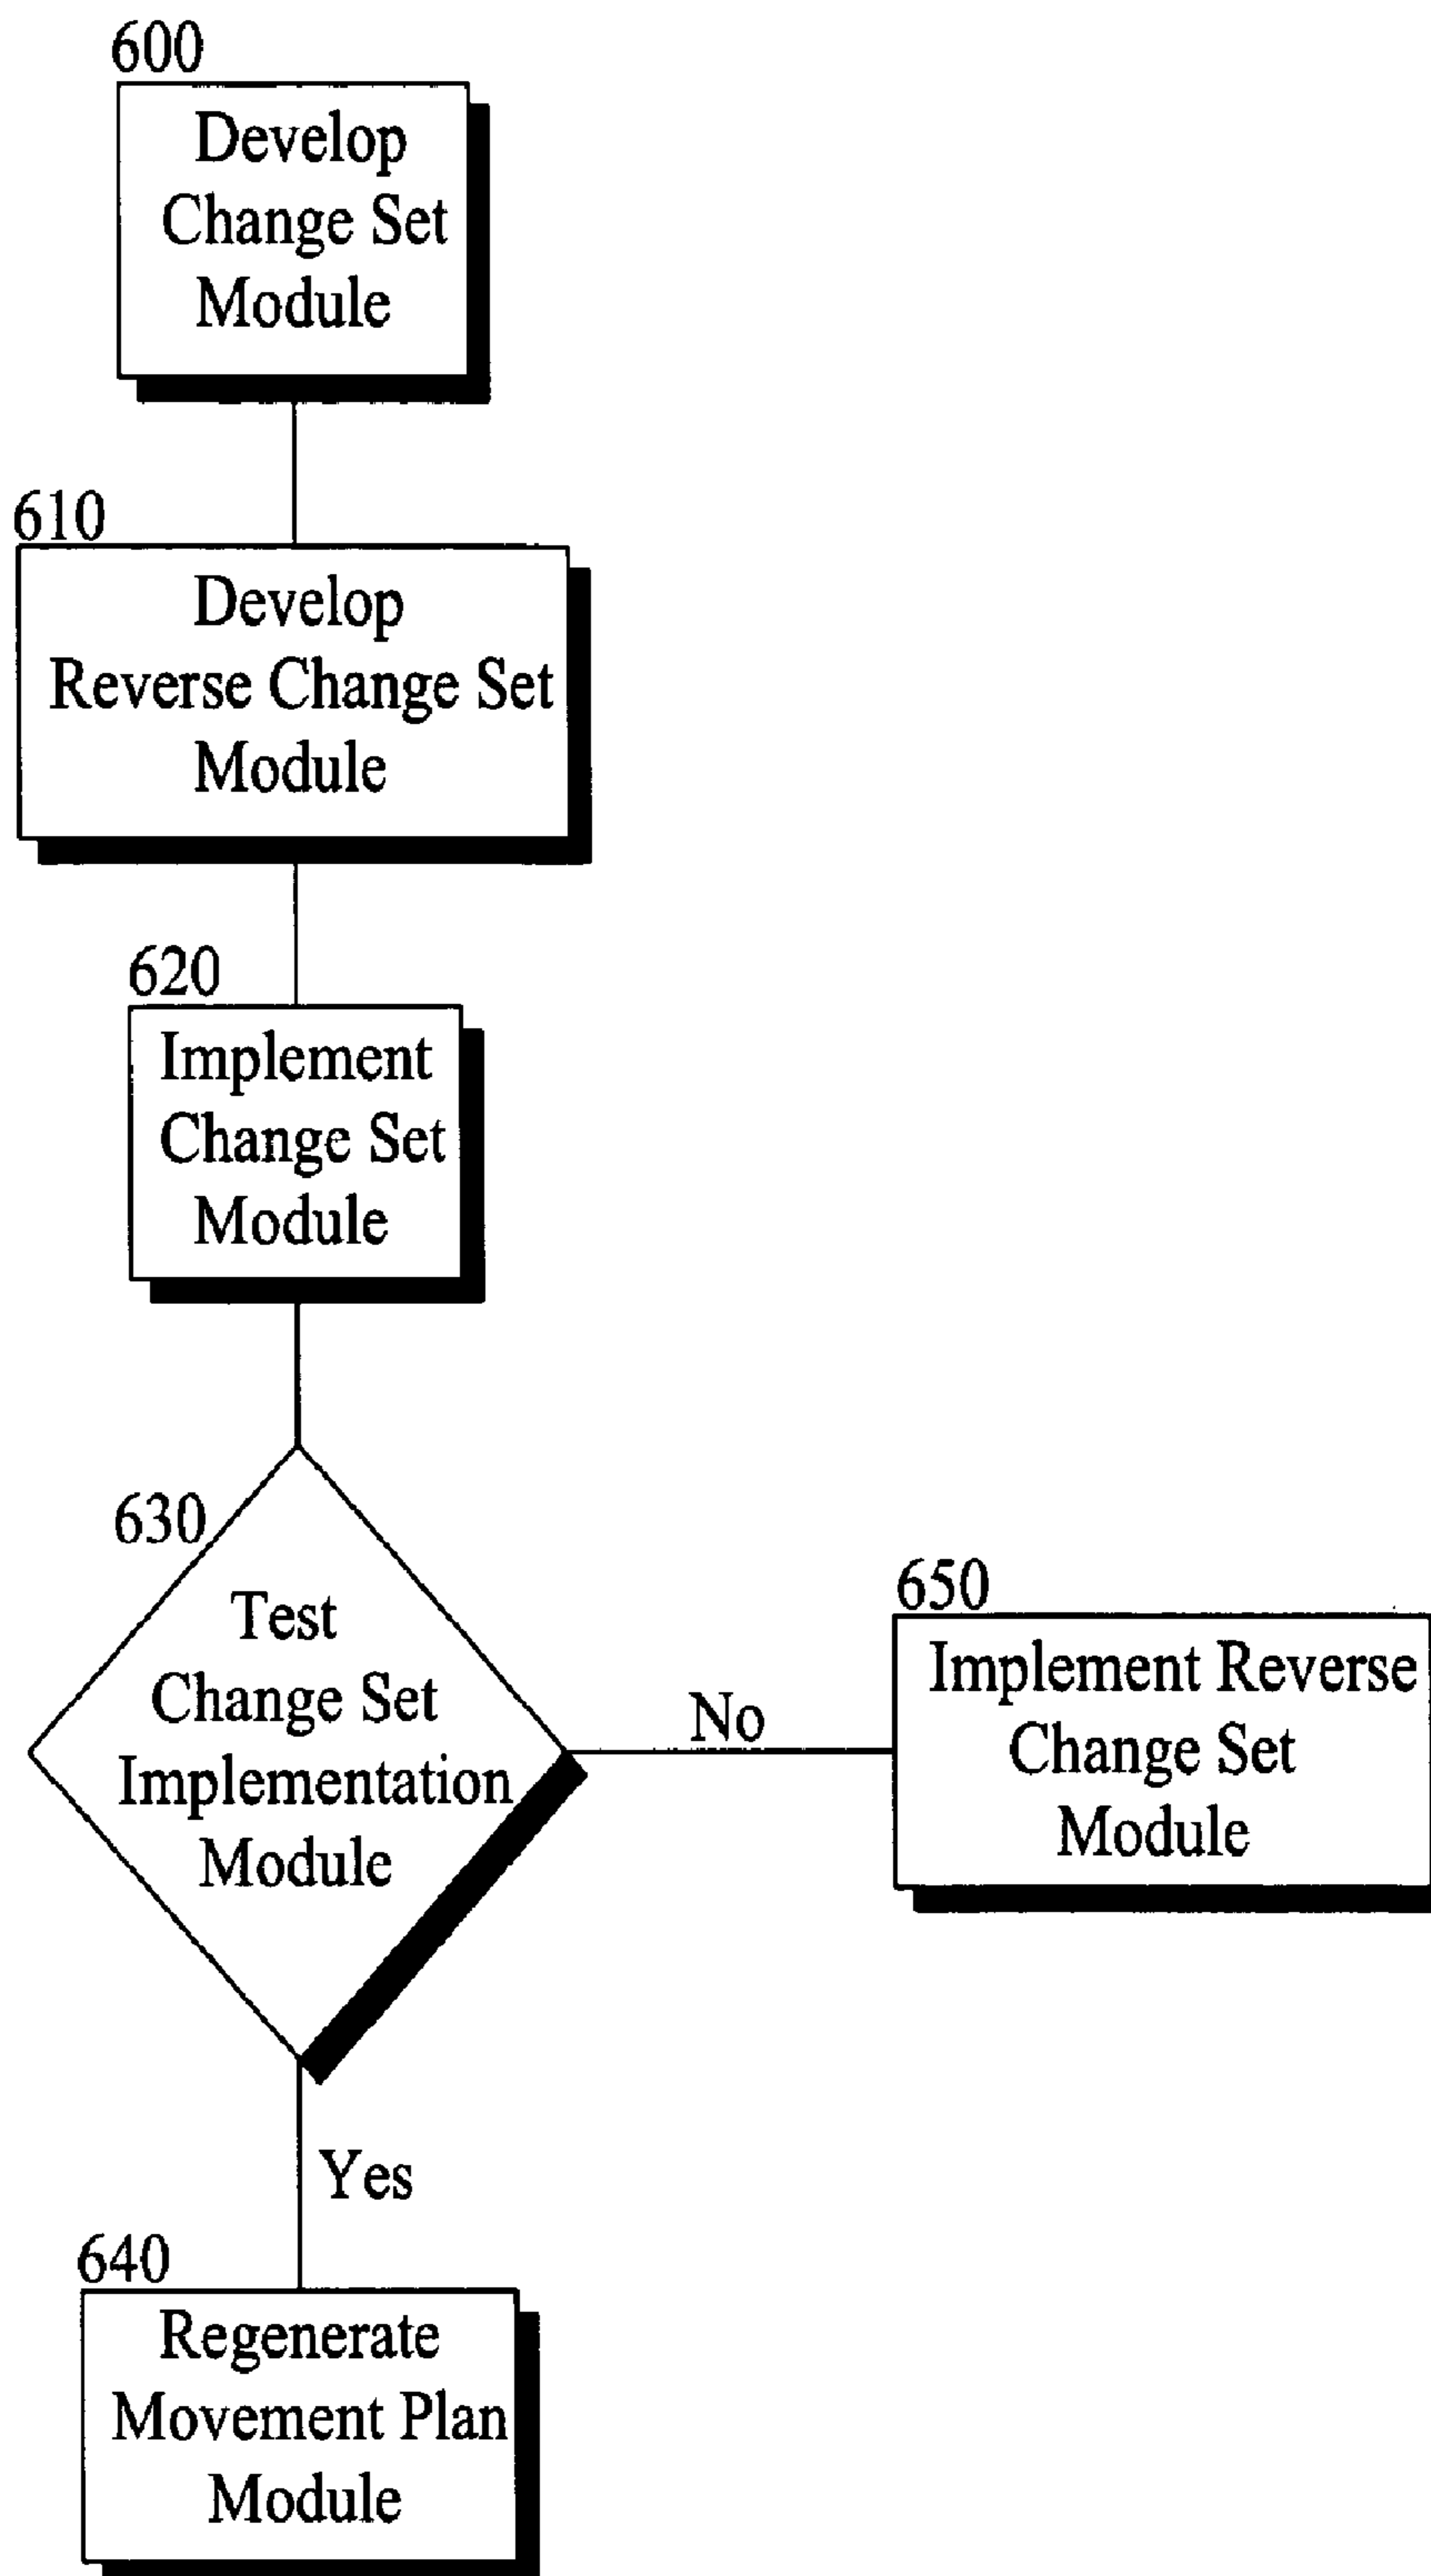 600
Develop
Change Set
Module
610
Develop
Reverse Change Set
Module
620
Implement
Change Set
Module
630
Test
Change Set
Implementation
Module
No
650
Implement Reverse
Change Set
Module
Yes
640
Regenerate
Movement Plan
Module